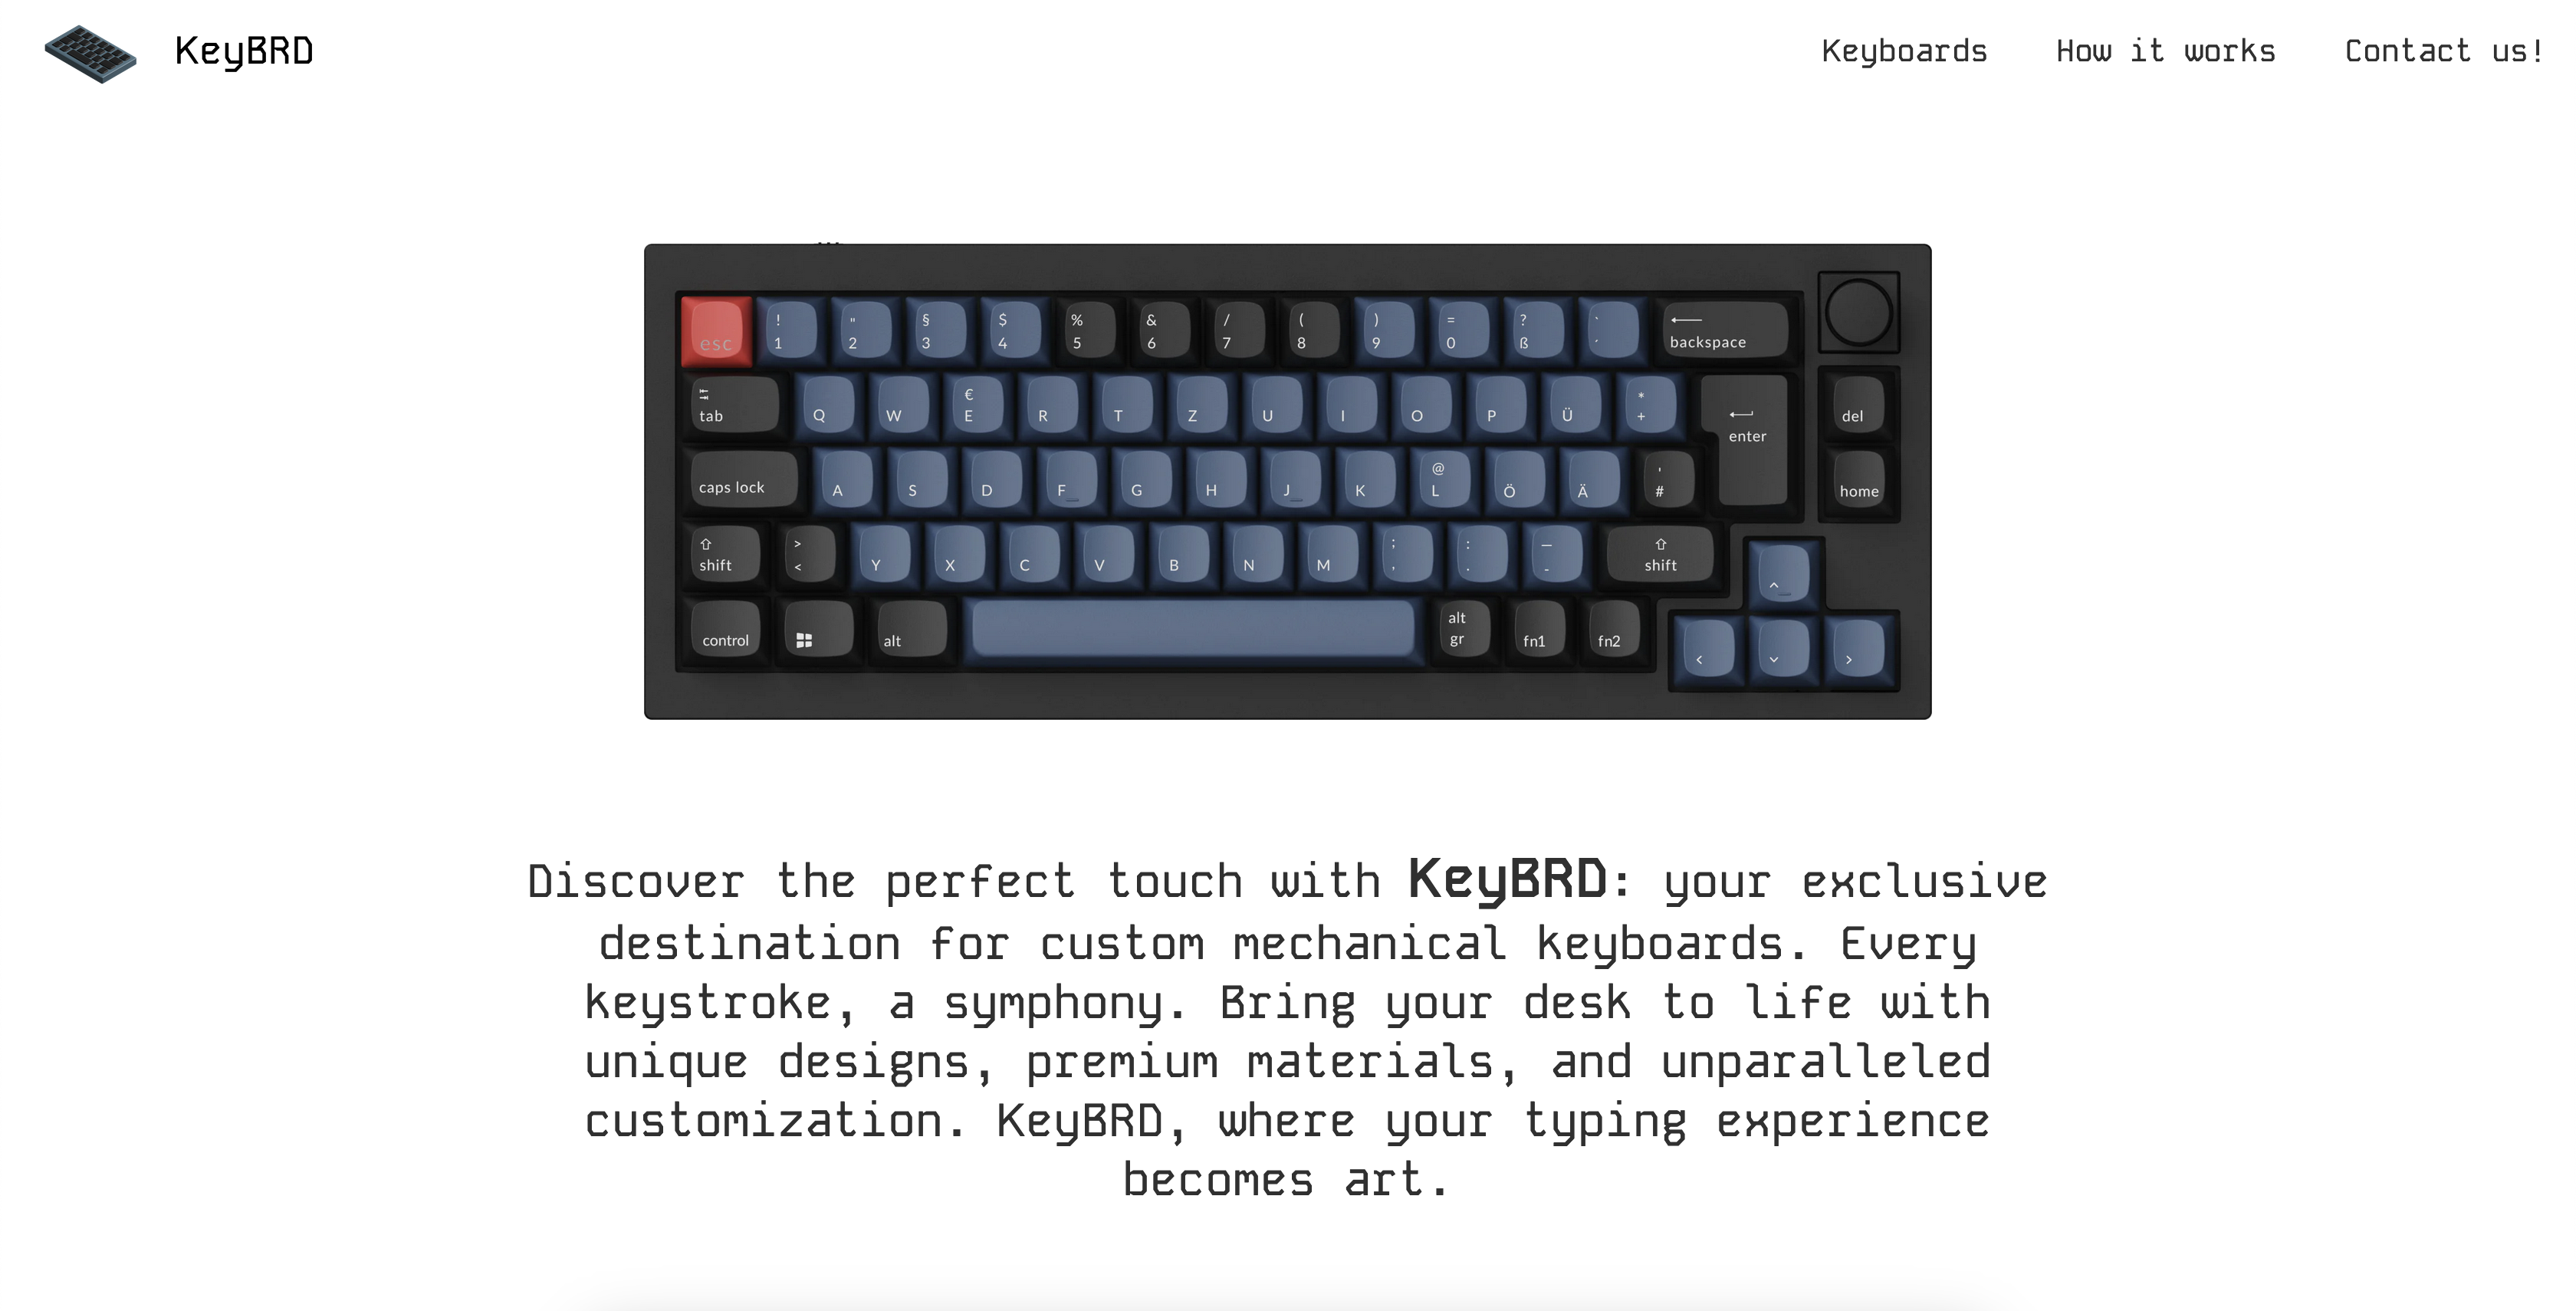 KeyBRD
Keyboards How it works Contact us!
esc ! 1 " 2 § 3 $ 4 % 5 & 6 / 7 ( 8 ) 9 = 0 ? ß ` ´ ← backspace
tab Q W € E R T Z U I O P Ü * + enter del
caps lock A S D F G H J K @ L Ö Ä ' # home
⇧ shift > < Y X C V B N M ; , : . — - ⇧ shift ^
control alt alt gr fn1 fn2 < ⌄ >
Discover the perfect touch with KeyBRD: your exclusive
destination for custom mechanical keyboards. Every
keystroke, a symphony. Bring your desk to life with
unique designs, premium materials, and unparalleled
customization. KeyBRD, where your typing experience
becomes art.